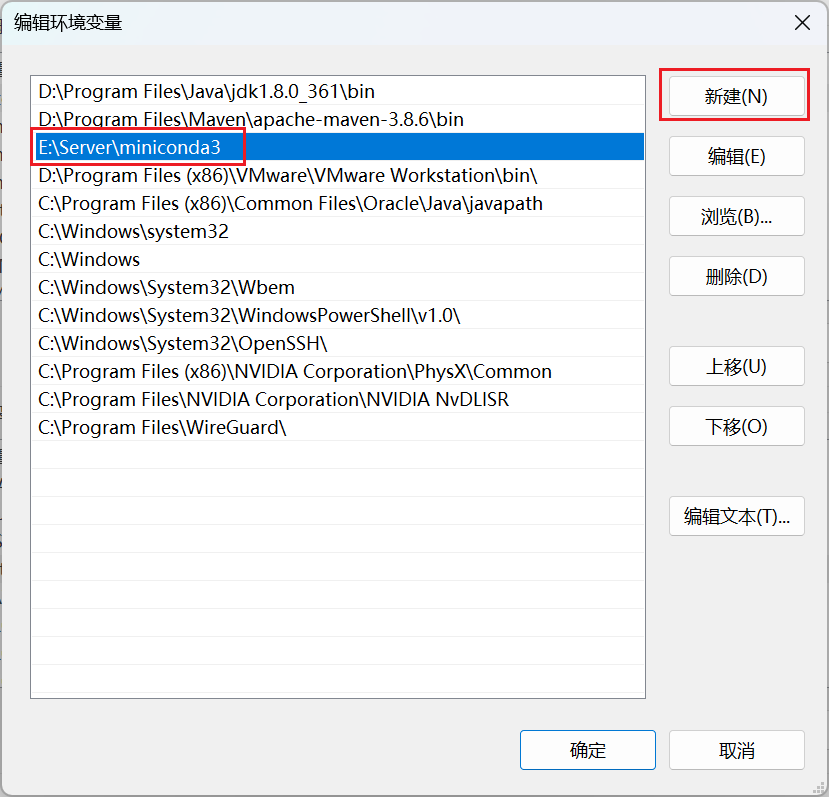 编辑环境变量
D:\Program Files\Java\jdk1.8.0_361\bin
新建(N)
D:\Program Files\Maven\apache-maven-3.8.6\bin
E:\Server\miniconda3
编辑(E)
D:\Program Files (x86)\VMware\VMware Workstation\bin\
C:\Program Files (x86)\Common Files\Oracle\Java\javapath
浏览(B)...
C:\Windows\system32
C:\Windows
删除(D)
C:\Windows\System32\Wbem
C:\Windows\System32\WindowsPowerShell\v1.0\
C:\Windows\System32\OpenSSH\
上移(U)
C:\Program Files (x86)\NVIDIA Corporation\PhysX\Common
C:\Program Files\NVIDIA Corporation\NVIDIA NvDLISR
下移(O)
C:\Program Files\WireGuard\
编辑文本(T)...
确定
取消